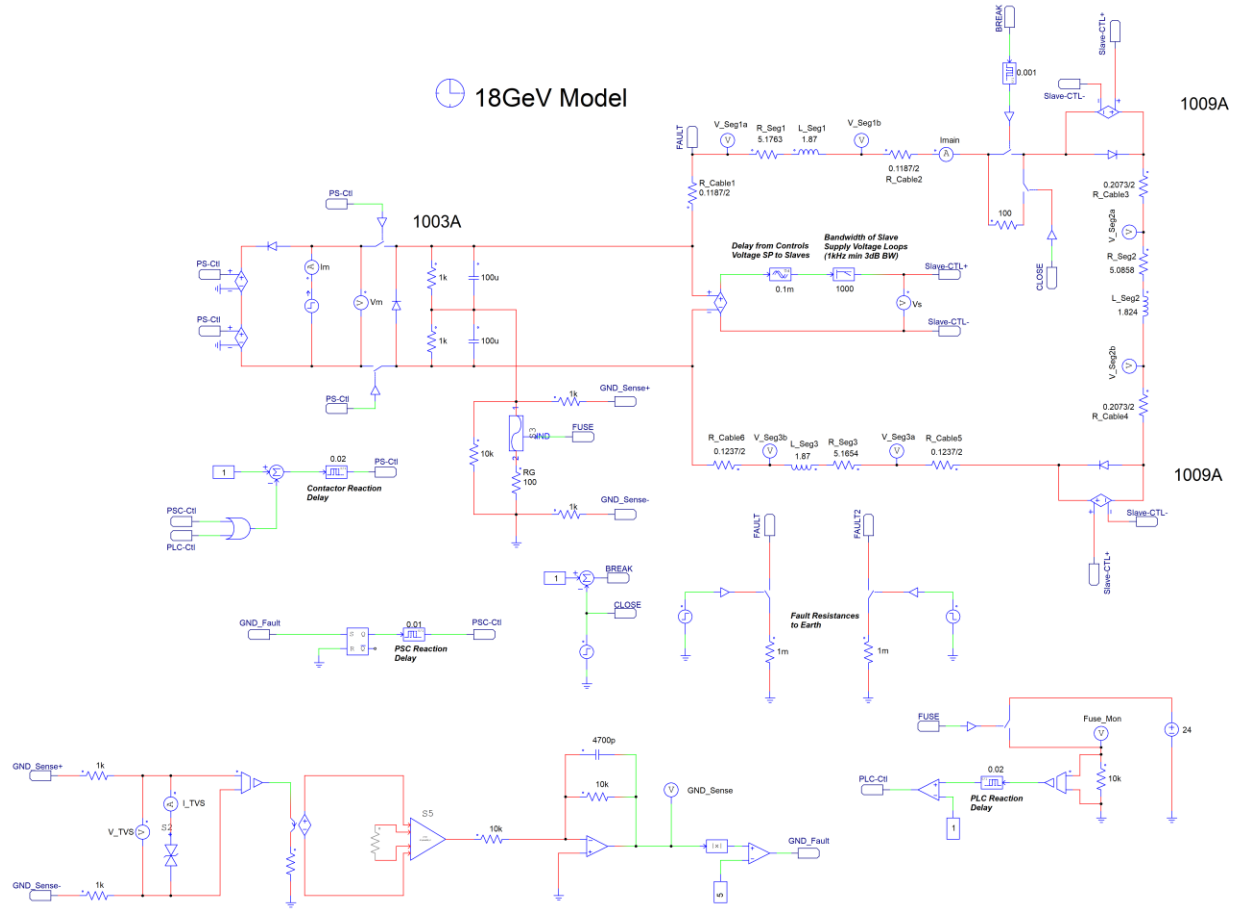 18GeV Model
BREAK
0.001
Slave-CTL+
Slave-CTL-
1009A
FAULT
V_Seg1a
R_Seg1
5.1763
L_Seg1
1.87
V_Seg1b
0.1187/2
R_Cable2
Imain
R_Cable1
0.1187/2
100
CLOSE
0.2073/2
R_Cable3
V_Seg2a
R_Seg2
5.0858
L_Seg2
1.824
V_Seg2b
0.2073/2
R_Cable4
PS-Ctl
1003A
PS-Ctl
PS-Ctl
Im
Vm
1k
100u
1k
100u
PS-Ctl
Delay from Controls
Voltage SP to Slaves
0.1m
Bandwidth of Slave
Supply Voltage Loops
(1kHz min 3dB BW)
1000
Slave-CTL+
Vs
Slave-CTL-
1k
GND_Sense+
1
FUSE
2
10k
RG
100
1k
GND_Sense-
R_Cable6
0.1237/2
V_Seg3b
L_Seg3
1.87
R_Seg3
5.1654
V_Seg3a
R_Cable5
0.1237/2
1009A
Slave-CTL-
Slave-CTL+
1
0.02
PS-Ctl
Contactor Reaction
Delay
PSC-Ctl
PLC-Ctl
1
BREAK
CLOSE
GND_Fault
S Q
R Q
0.01
PSC-Ctl
PSC Reaction
Delay
FAULT
FAULT2
Fault Resistances
to Earth
1m
1m
FUSE
Fuse_Mon
24
PLC-Ctl
0.02
10k
PLC Reaction
Delay
1
GND_Sense+
1k
I_TVS
V_TVS
S2
GND_Sense-
1k
S5
10k
4700p
10k
GND_Sense
|x|
5
GND_Fault